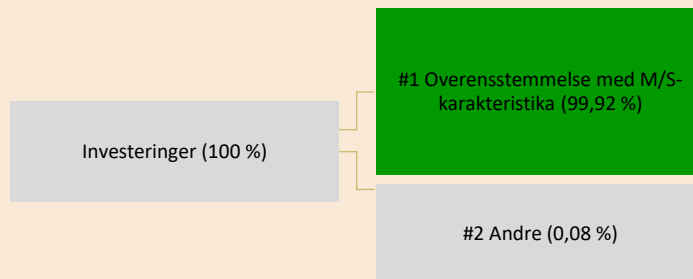 #1 Overensstemmelse med M/S-
karakteristika (99,92 %)
Investeringer (100 %)
#2 Andre (0,08 %)